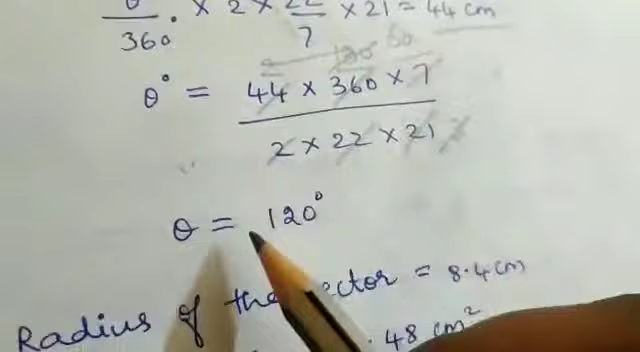 θ/360° × 2 × 22/7 × 21 = 44 cm
θ° = 44 × 360 × 7 / 2 × 22 × 21
θ = 120°
Radius of the sector = 8.4 cm
.48 cm²